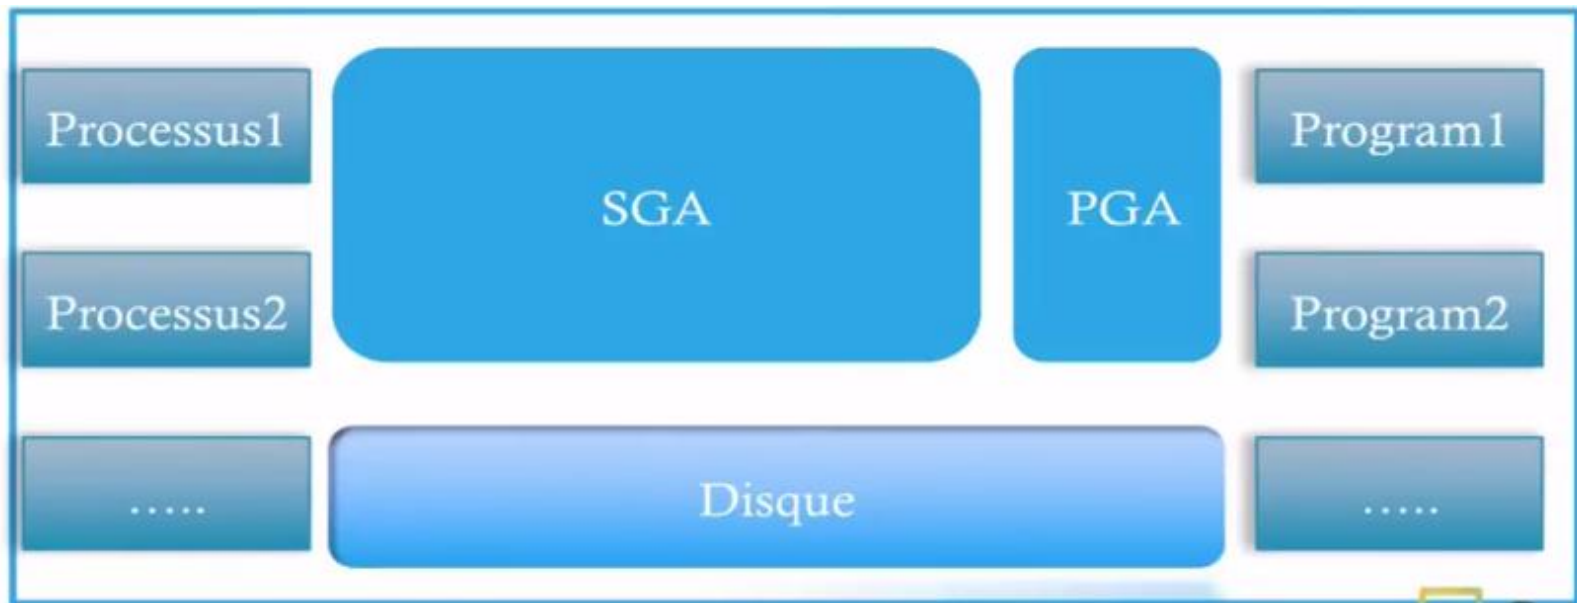 Processus1
SGA
PGA
Program1
Processus2
Program2
.....
Disque
.....